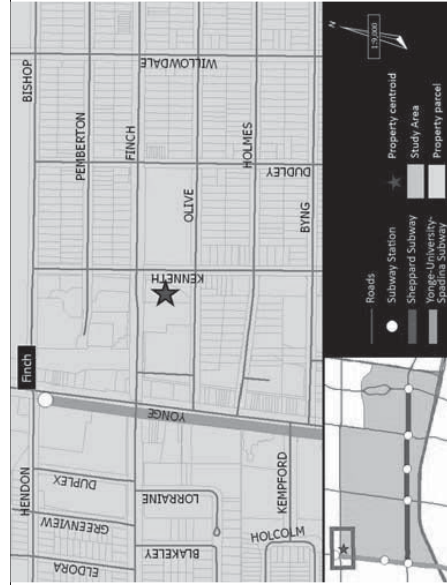 BISHOP
WILLOWDALE
PEMBERTON
FINCH
HOLMES
DUDLEY
OLIVE
BYNG
KENNETH
Finch
YONGE
HENDON
DUPLEX
LORRAINE
KEMPFORD
GREENVIEW
HOLCOLM
BLAKELEY
ELDORA
N
1:9,000
Roads
Subway Station
Sheppard Subway
Yonge-University-
Spadina Subway
Property centroid
Study Area
Property parcel